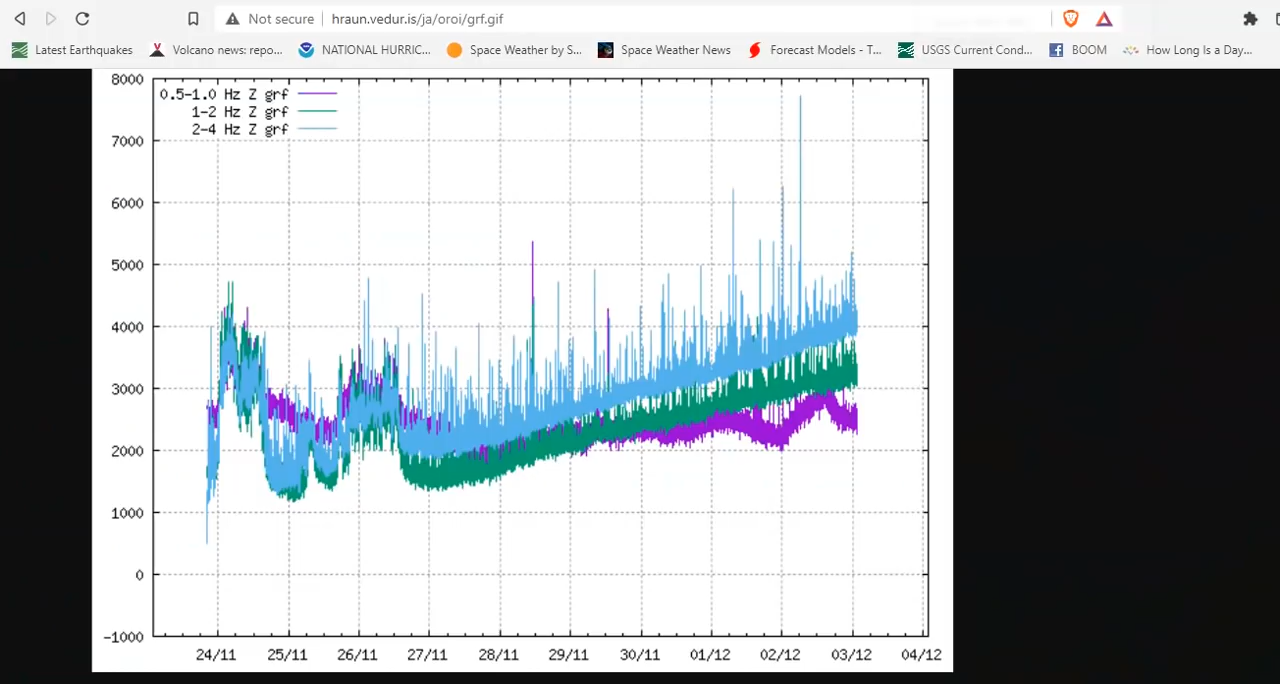 Not secure hraun.vedur.is/ja/oroi/grf.gif
Latest Earthquakes Volcano news: repo... NATIONAL HURRIC... Space Weather by S... Space Weather News Forecast Models - T... USGS Current Cond... BOOM How Long Is a Day...
8000
0.5-1.0 Hz Z grf
1-2 Hz Z grf
2-4 Hz Z grf
7000
6000
5000
4000
3000
2000
1000
0
-1000
24/11 25/11 26/11 27/11 28/11 29/11 30/11 01/12 02/12 03/12 04/12